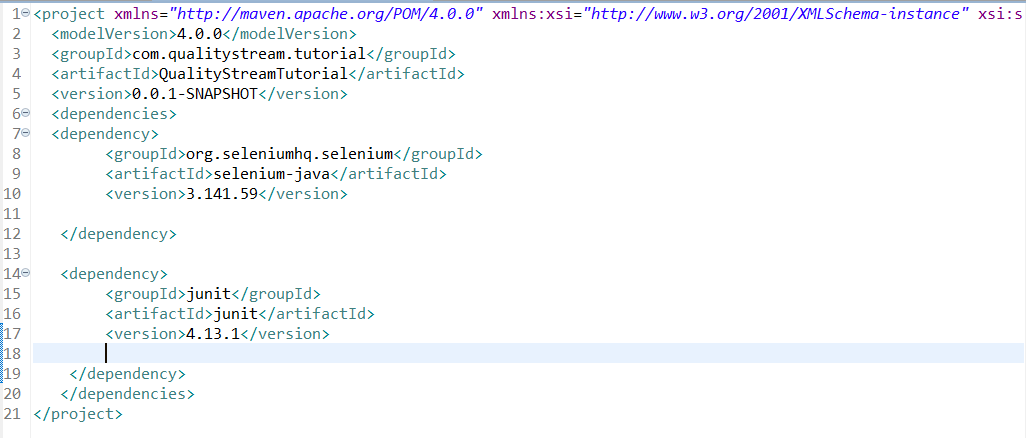 1 <project xmlns="http://maven.apache.org/POM/4.0.0" xmlns:xsi="http://www.w3.org/2001/XMLSchema-instance" xsi:s
2 <modelVersion>4.0.0</modelVersion>
3 <groupId>com.qualitystream.tutorial</groupId>
4 <artifactId>QualityStreamTutorial</artifactId>
5 <version>0.0.1-SNAPSHOT</version>
6 <dependencies>
7 <dependency>
8 <groupId>org.seleniumhq.selenium</groupId>
9 <artifactId>selenium-java</artifactId>
10 <version>3.141.59</version>
11
12 </dependency>
13
14 <dependency>
15 <groupId>junit</groupId>
16 <artifactId>junit</artifactId>
17 <version>4.13.1</version>
18
19 </dependency>
20 </dependencies>
21 </project>